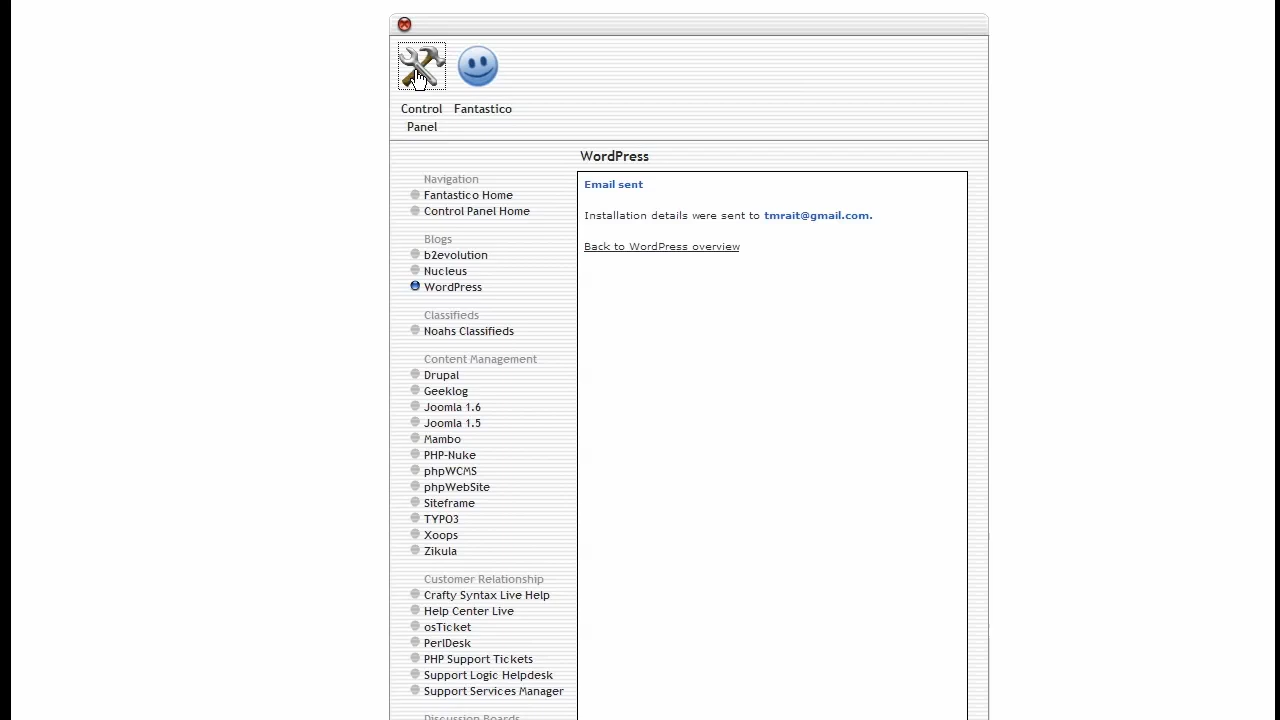 Control Fantastico
Panel
WordPress
Navigation
Fantastico Home
Control Panel Home
Blogs
b2evolution
Nucleus
WordPress
Classifieds
Noahs Classifieds
Content Management
Drupal
Geeklog
Joomla 1.6
Joomla 1.5
Mambo
PHP-Nuke
phpWCMS
phpWebSite
Siteframe
TYPO3
Xoops
Zikula
Customer Relationship
Crafty Syntax Live Help
Help Center Live
osTicket
PerlDesk
PHP Support Tickets
Support Logic Helpdesk
Support Services Manager
Discussion Boards
Email sent
Installation details were sent to tmrait@gmail.com.
Back to WordPress overview